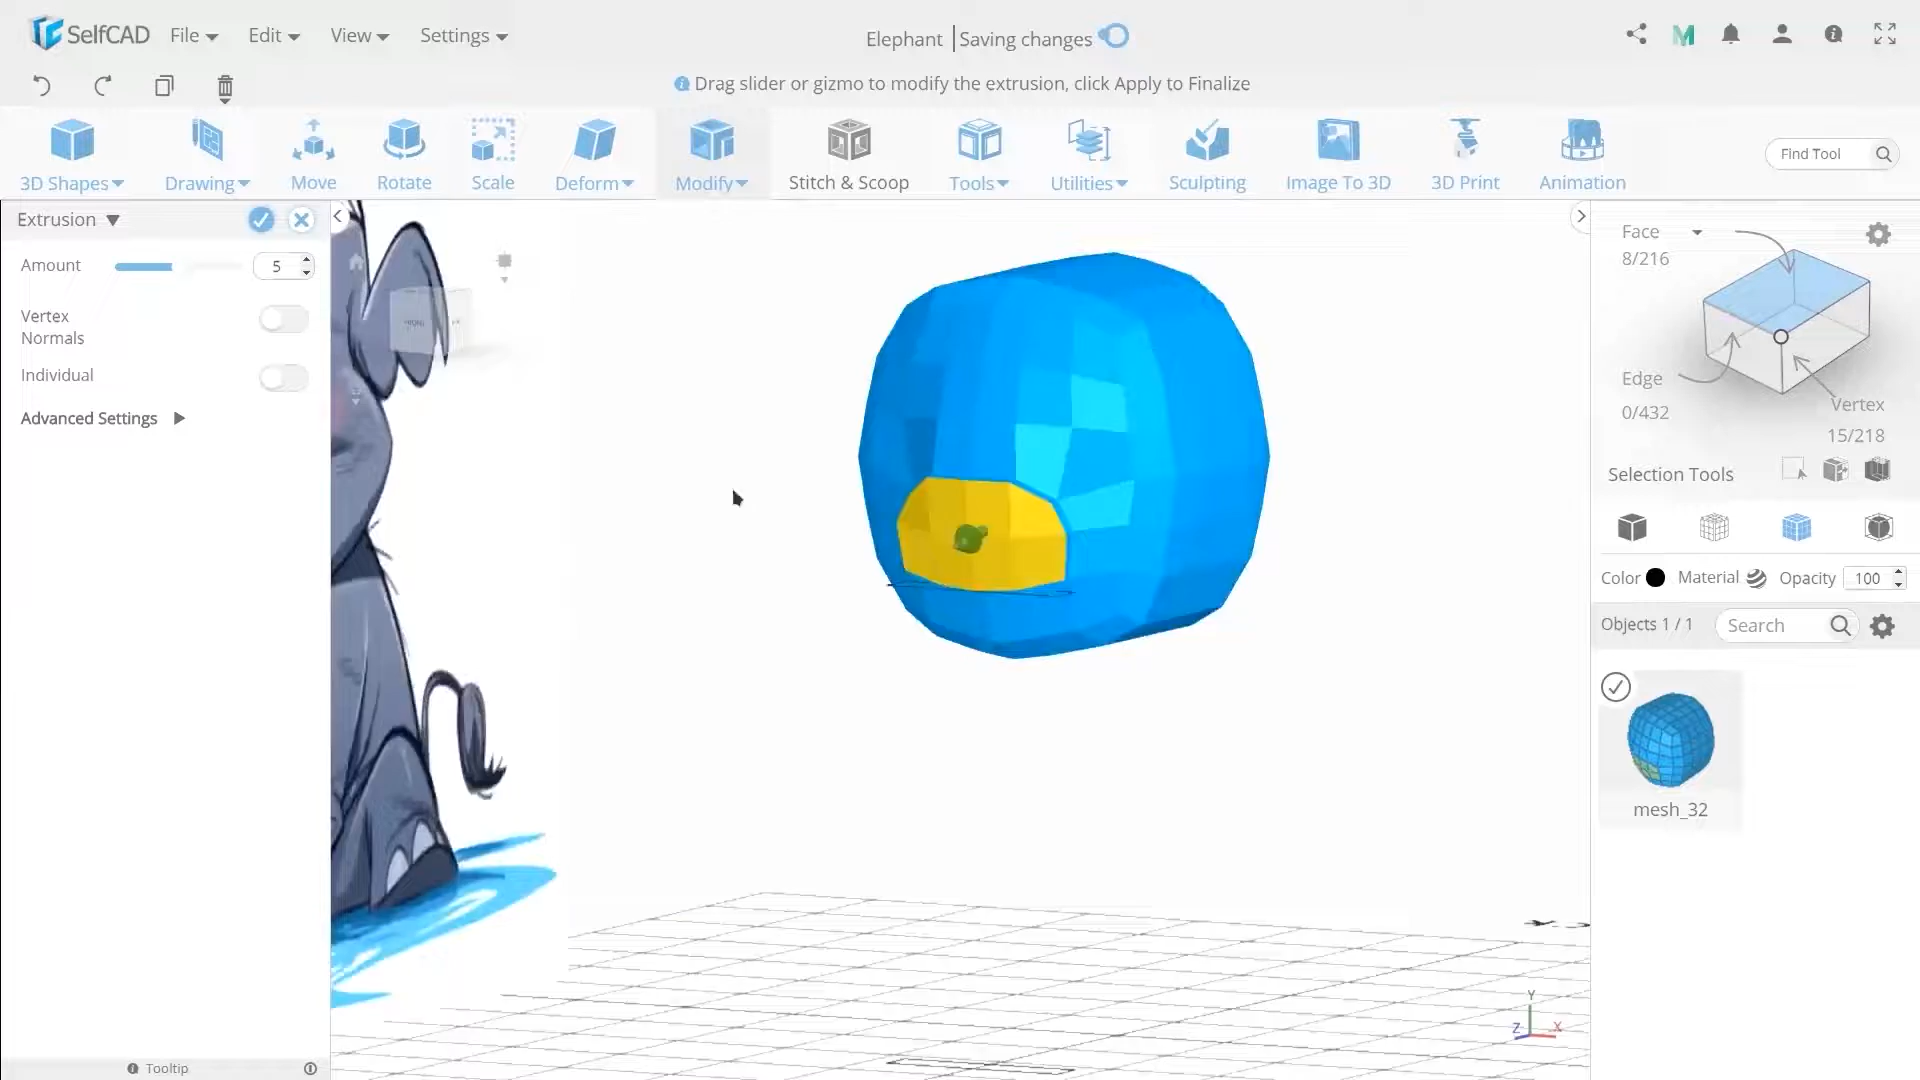 SelfCAD File Edit View Settings
Elephant | Saving changes
Drag slider or gizmo to modify the extrusion, click Apply to Finalize
3D Shapes Drawing Move Rotate Scale Deform Modify Stitch & Scoop Tools Utilities Sculpting Image To 3D 3D Print Animation
Find Tool
Extrusion
Amount 5
Vertex
Normals
Individual
Advanced Settings
Tooltip
Y
Z X
Face
8/216
Edge
0/432
Vertex
15/218
Selection Tools
Color Material Opacity 100
Objects 1 / 1 Search
mesh_32